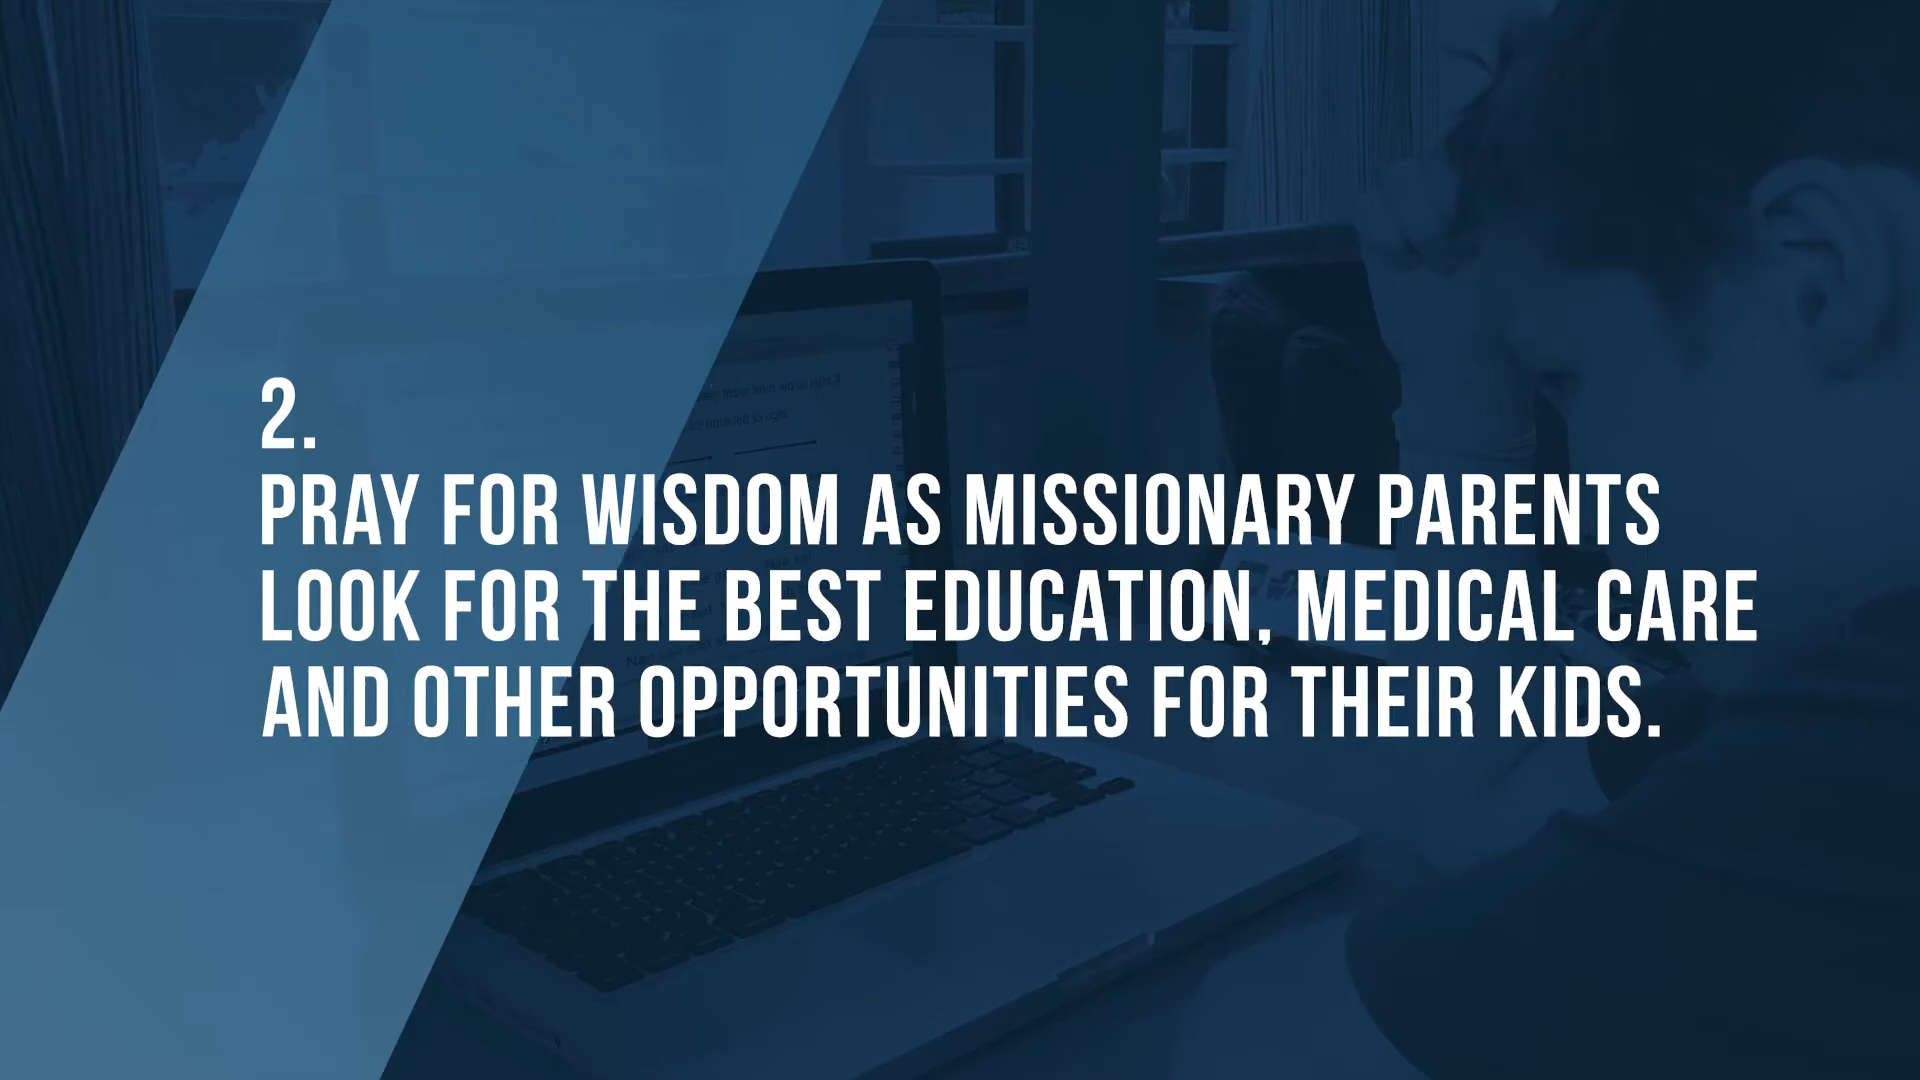 2.
PRAY FOR WISDOM AS MISSIONARY PARENTS
LOOK FOR THE BEST EDUCATION, MEDICAL CARE
AND OTHER OPPORTUNITIES FOR THEIR KIDS.